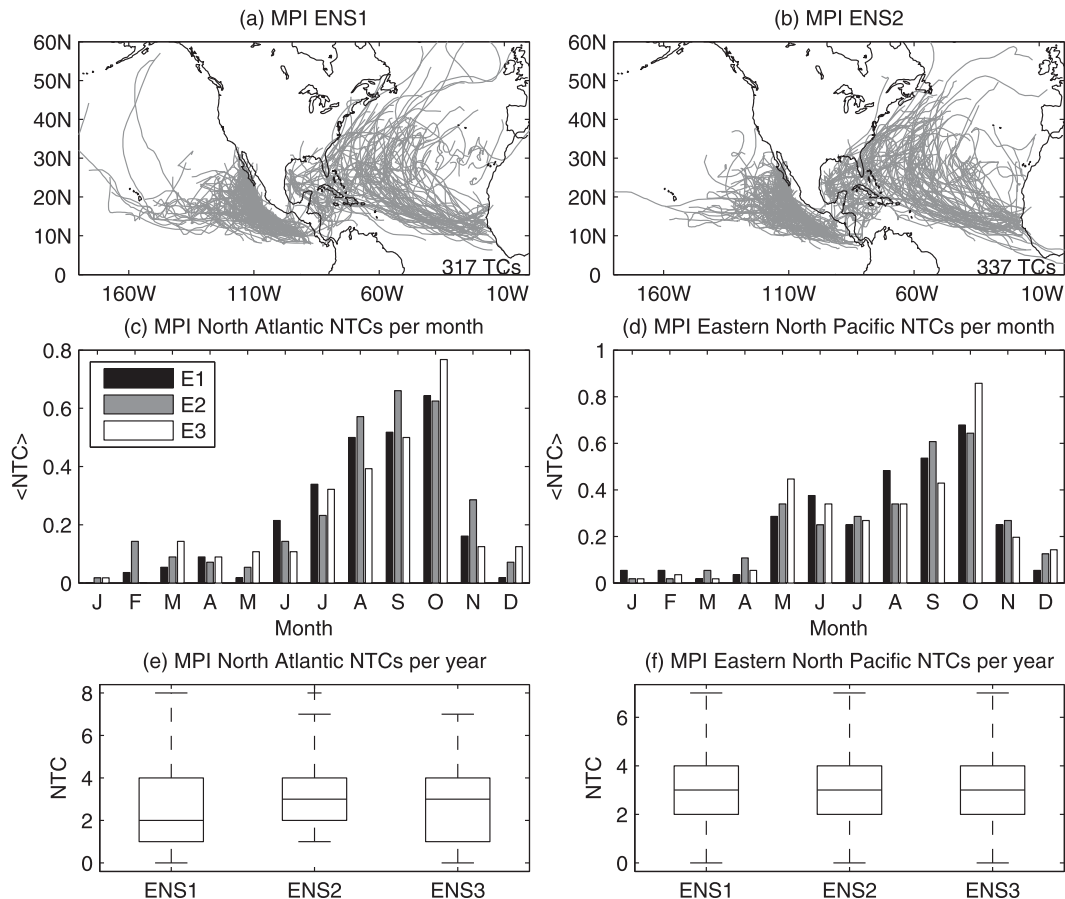 (a) MPI ENS1
60N
50N
40N
30N
20N
10N
0
317 TCs
160W 110W 60W 10W
(b) MPI ENS2
60N
50N
40N
30N
20N
10N
0
337TCs
160W 110W 60W 10W
(c) MPI North Atlantic NTCs per month
0.8
0.6
0.4
0.2
0
<NTC>
E1
E2
E3
J F M A M J J A S O N D
Month
(d) MPI Eastern North Pacific NTCs per month
1
0.8
0.6
0.4
0.2
0
<NTC>
J F M A M J J A S O N D
Month
(e) MPI North Atlantic NTCs per year
8
6
4
2
0
NTC
ENS1 ENS2 ENS3
(f) MPI Eastern North Pacific NTCs per year
6
4
2
0
NTC
ENS1 ENS2 ENS3